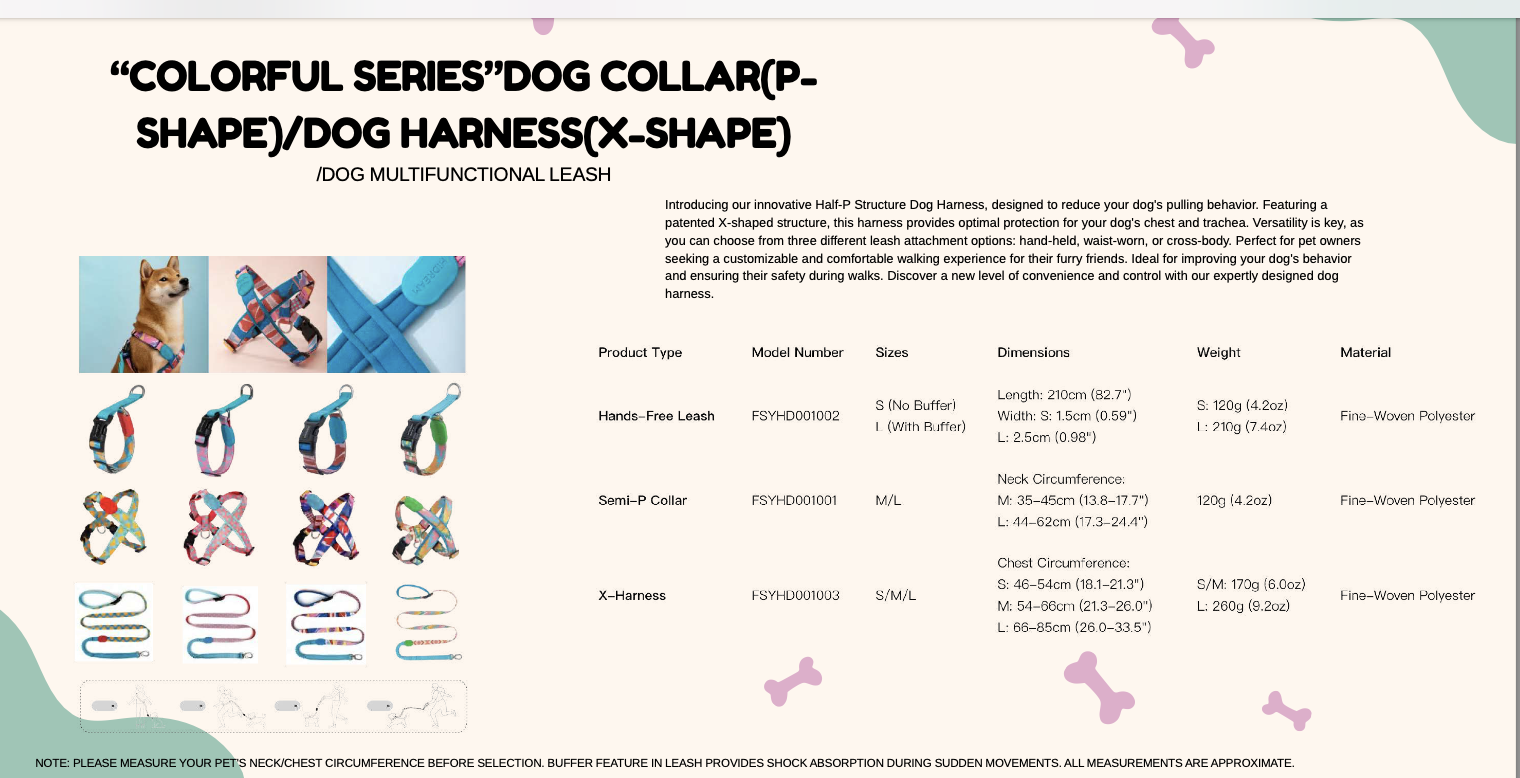 “COLORFUL SERIES”DOG COLLAR(P-
SHAPE)/DOG HARNESS(X-SHAPE)
/DOG MULTIFUNCTIONAL LEASH
Introducing our innovative Half-P Structure Dog Harness, designed to reduce your dog's pulling behavior. Featuring a
patented X-shaped structure, this harness provides optimal protection for your dog's chest and trachea. Versatility is key, as
you can choose from three different leash attachment options: hand-held, waist-worn, or cross-body. Perfect for pet owners
seeking a customizable and comfortable walking experience for their furry friends. Ideal for improving your dog's behavior
and ensuring their safety during walks. Discover a new level of convenience and control with our expertly designed dog
harness.
Product Type Model Number Sizes Dimensions Weight Material
Hands-Free Leash FSYHD001002 S (No Buffer) L (With Buffer) Length: 210cm (82.7") Width: S: 1.5cm (0.59") L: 2.5cm (0.98") S: 120g (4.2oz) L: 210g (7.4oz) Fine-Woven Polyester
Semi-P Collar FSYHD001001 M/L Neck Circumference: M: 35-45cm (13.8-17.7") L: 44-62cm (17.3-24.4") 120g (4.2oz) Fine-Woven Polyester
X-Harness FSYHD001003 S/M/L Chest Circumference: S: 46-54cm (18.1-21.3") M: 54-66cm (21.3-26.0") L: 66-85cm (26.0-33.5") S/M: 170g (6.0oz) L: 260g (9.2oz) Fine-Woven Polyester
NOTE: PLEASE MEASURE YOUR PET'S NECK/CHEST CIRCUMFERENCE BEFORE SELECTION. BUFFER FEATURE IN LEASH PROVIDES SHOCK ABSORPTION DURING SUDDEN MOVEMENTS. ALL MEASUREMENTS ARE APPROXIMATE.